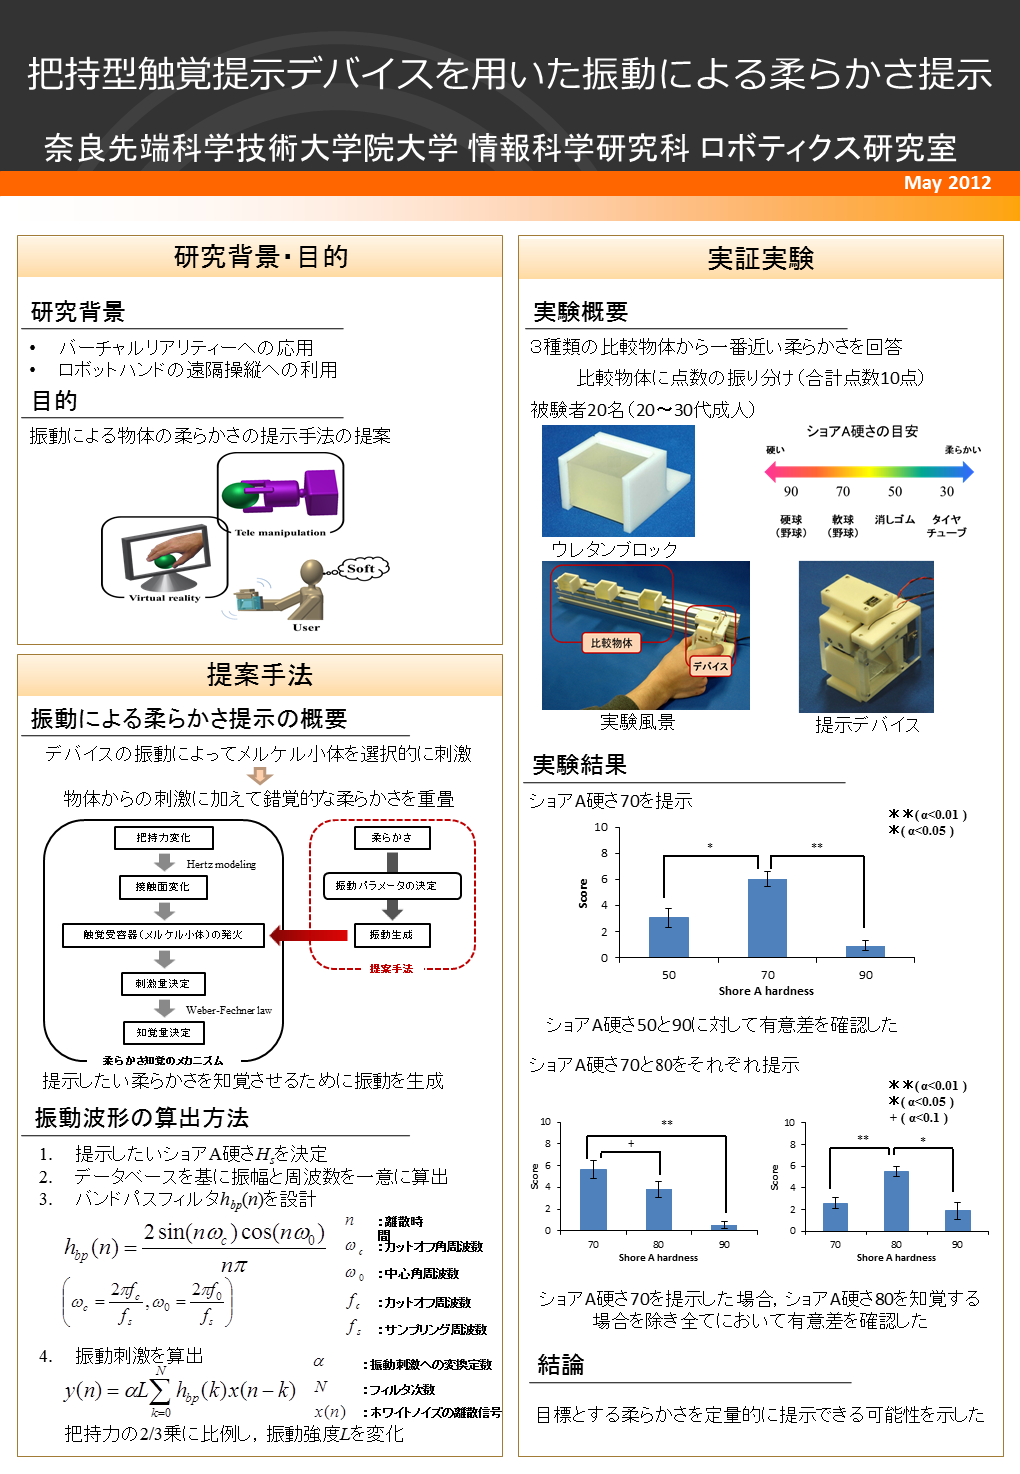 把持型触覚提示デバイスを用いた振動による柔らかさ提示
奈良先端科学技術大学院大学 情報科学研究科 ロボティクス研究室
May 2012
研究背景・目的
研究背景
• バーチャルリアリティーへの応用
• ロボットハンドの遠隔操縦への利用
目的
振動による物体の柔らかさの提示手法の提案
Tele manipulation
Virtual reality
Soft
User
提案手法
振動による柔らかさ提示の概要
デバイスの振動によってメルケル小体を選択的に刺激
物体からの刺激に加えて錯覚的な柔らかさを重畳
把持力変化
Hertz modeling
接触面変化
触覚受容器(メルケル小体)の発火
刺激量決定
Weber-Fechner law
知覚量決定
柔らかさ知覚のメカニズム
柔らかさ
振動パラメータの決定
振動生成
提案手法
提示したい柔らかさを知覚させるために振動を生成
振動波形の算出方法
1. 提示したいショアA硬さHsを決定
2. データベースを基に振幅と周波数を一意に算出
3. バンドパスフィルタhbp(n)を設計
hbp(n) = 2 sin(nωc) cos(nω0) / nπ
(ωc = 2πfc / fs , ω0 = 2πf0 / fs)
n :離散時間
ωc :カットオフ角周波数
ω0 :中心角周波数
fc :カットオフ周波数
fs :サンプリング周波数
4. 振動刺激を算出
y(n) = αL ∑ k=0 N hbp(k)x(n − k)
α :振動刺激への変換定数
N :フィルタ次数
x(n) :ホワイトノイズの離散信号
把持力の2/3乗に比例し，振動強度Lを変化
実証実験
実験概要
３種類の比較物体から一番近い柔らかさを回答
比較物体に点数の振り分け（合計点数10点）
被験者20名（20～30代成人）
ウレタンブロック
ショアA硬さの目安
硬い 柔らかい
90 70 50 30
硬球（野球） 軟球（野球） 消しゴム タイヤチューブ
比較物体
デバイス
実験風景
提示デバイス
実験結果
ショアA硬さ70を提示
＊＊( α<0.01 )
＊( α<0.05 )
10
8
6
4
2
0
Score
* **
50 70 90
Shore A hardness
ショアA硬さ50と90に対して有意差を確認した
ショアA硬さ70と80をそれぞれ提示
＊＊( α<0.01 )
＊( α<0.05 )
+ ( α<0.1 )
10
8
6
4
2
0
Score
**
+
70 80 90
Shore A hardness
10
8
6
4
2
0
Score
** *
70 80 90
Shore A hardness
ショアA硬さ70を提示した場合，ショアA硬さ80を知覚する
場合を除き全てにおいて有意差を確認した
結論
目標とする柔らかさを定量的に提示できる可能性を示した